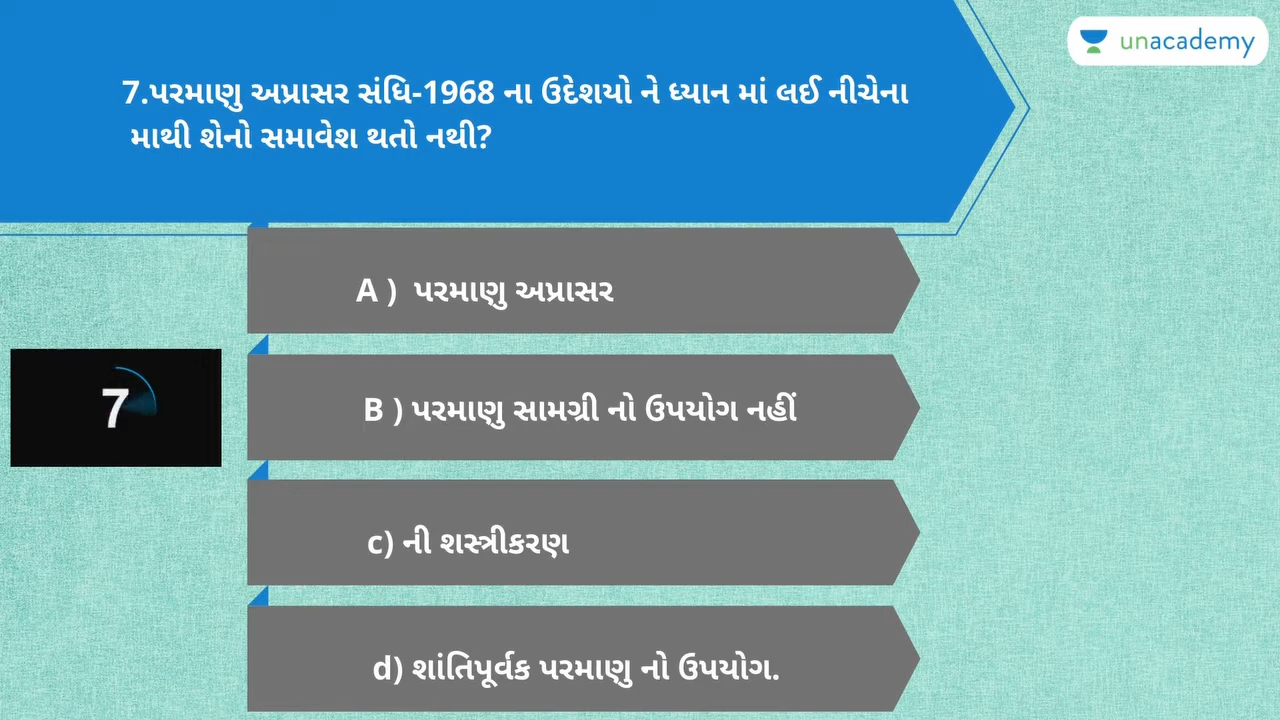 unacademy
7.પરમાણુ અપ્રાસર સંધિ-1968 ના ઉદેશયો ને ધ્યાન માં લઈ નીચેના
માથી શેનો સમાવેશ થતો નથી?
A ) પરમાણુ અપ્રાસર
B ) પરમાણુ સામગ્રી નો ઉપયોગ નહીં
7
c) ની શસ્ત્રીકરણ
d) શાંતિપૂર્વક પરમાણુ નો ઉપયોગ.